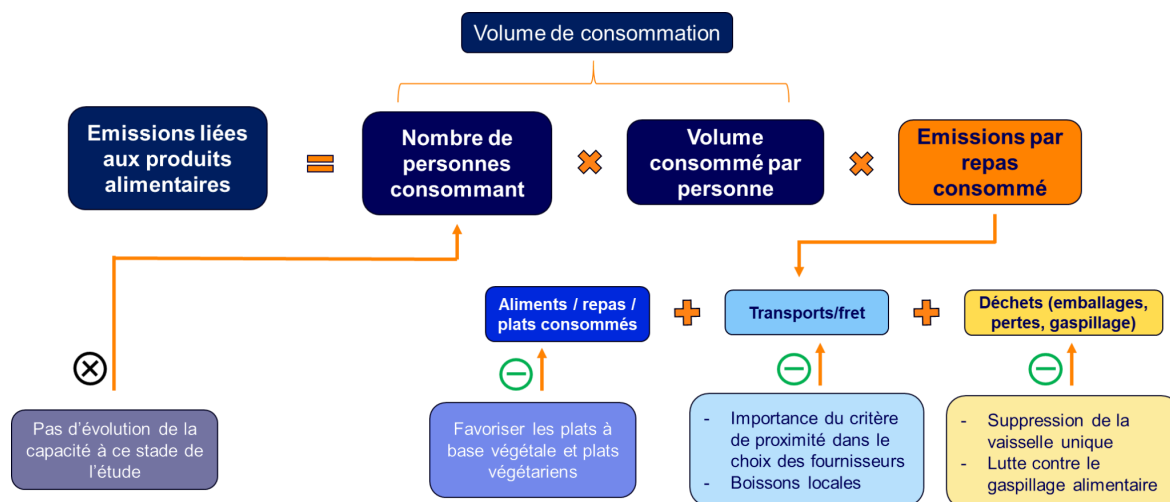 Volume de consommation
Emissions liées
aux produits
alimentaires
Nombre de
personnes
consommant
Volume
consommé par
personne
Emissions par
repas
consommé
Aliments / repas /
plats consommés
Transports/fret
Déchets (emballages,
pertes, gaspillage)
Pas d’évolution de la
capacité à ce stade de
l’étude
Favoriser les plats à
base végétale et plats
végétariens
- Importance du critère
de proximité dans le
choix des fournisseurs
- Boissons locales
- Suppression de la
vaisselle unique
- Lutte contre le
gaspillage alimentaire